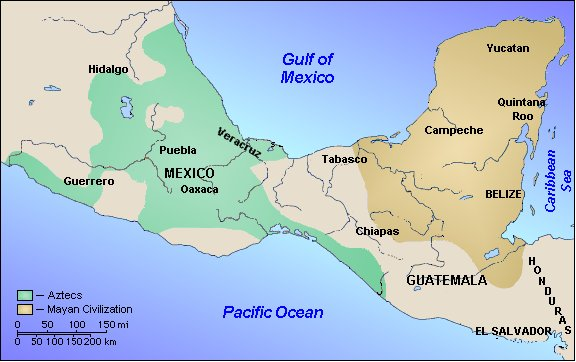 Yucatan
Gulf of
Mexico
Hidalgo
Quintana
Roo
Campeche
Veracruz
Puebla
Tabasco
MEXICO
Guerrero
Oaxaca
BELIZE
Caribbean
Sea
Chiapas
GUATEMALA
HONDURAS
– Aztecs
– Mayan Civilization
0 50 100 150 mi
0 50 100 150 200 km
Pacific Ocean
EL SALVADOR